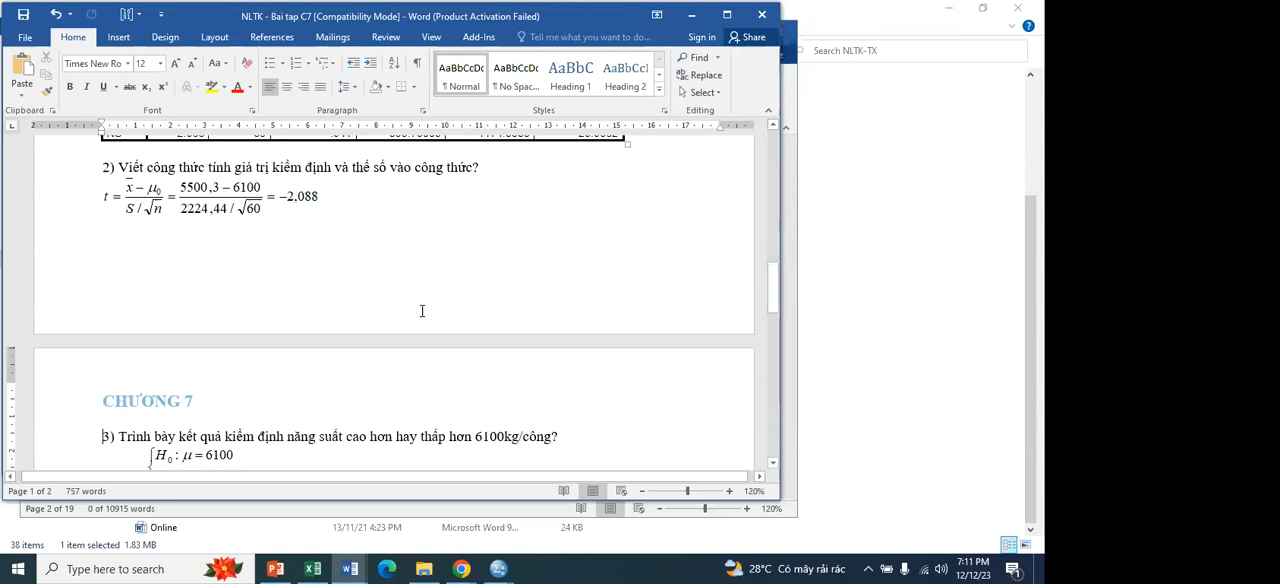 NLTK - Bai tap C7 [Compatibility Mode] - Word (Product Activation Failed)
File Home Insert Design Layout References Mailings Review View Add-Ins Tell me what you want to do... Sign in Share
Search NLTK-TX
Paste
Times New Ro 12
AaBbCcDc AaBbCcDc AaBbC AaBbCcl
¶ Normal ¶ No Spac... Heading 1 Heading 2
Find
Replace
Select
Clipboard Font Paragraph Styles Editing
2) Viết công thức tính giá trị kiểm định và thế số vào công thức?
t = (x̄ − μ₀) / (S / √n) = (5500,3 − 6100) / (2224,44 / √60) = −2,088
CHƯƠNG 7
3) Trình bày kết quả kiểm định năng suất cao hơn hay thấp hơn 6100kg/công?
H₀ : μ = 6100
Page 1 of 2 757 words 120%
Page 2 of 19 0 of 10915 words 120%
Online 13/11/21 4:23 PM Microsoft Word 9... 24 KB
38 items 1 item selected 1.83 MB
Type here to search 28°C Có mây rải rác 7:11 PM
12/12/23